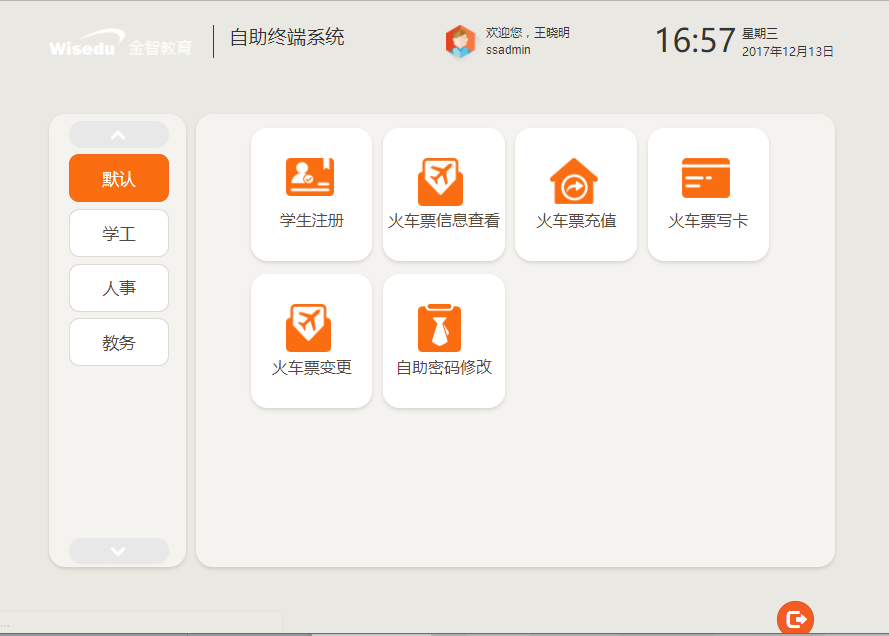 Wisedu 金智教育
自助终端系统
欢迎您，王晓明
ssadmin
16:57
星期三
2017年12月13日
默认
学工
人事
教务
学生注册
火车票信息查看
火车票充值
火车票写卡
火车票变更
自助密码修改
...